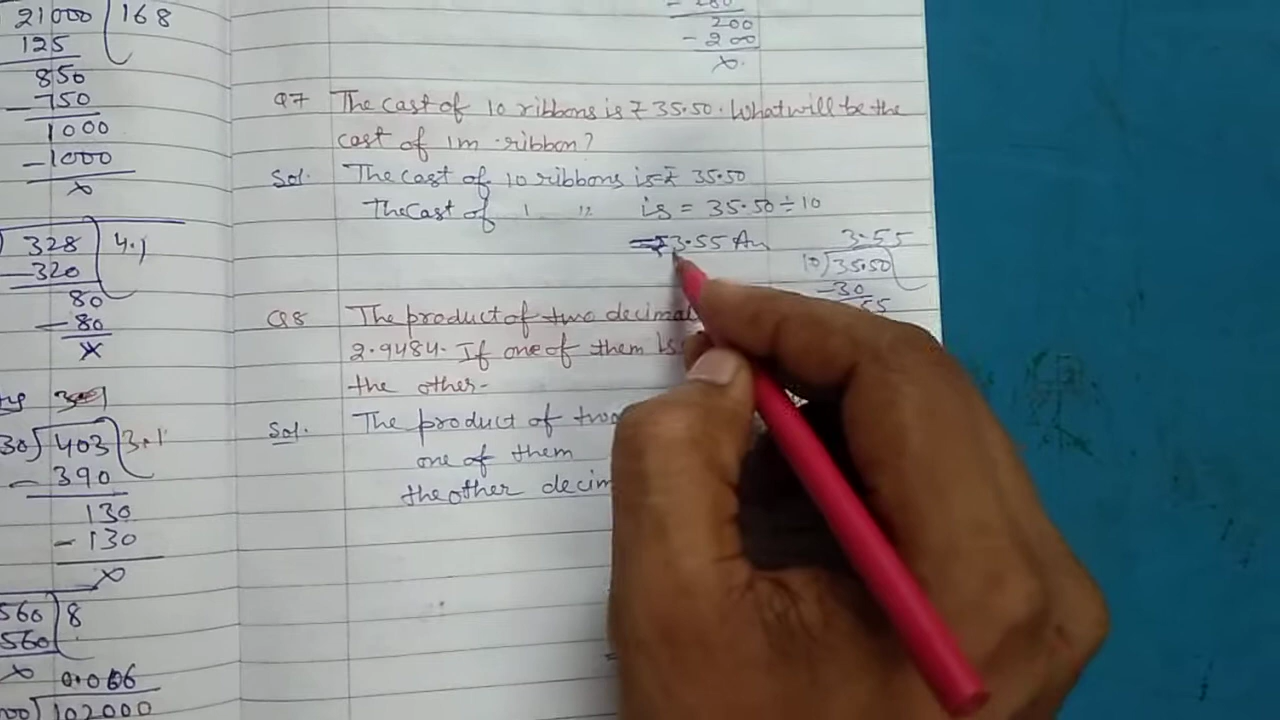 21000 168
125
850
- 750
1000
- 1000
x
328 4.1
- 320
80
- 80
x
30) 403 (3.1
- 390
130
- 130
x
560 8
560
x 0.066
102000
200
- 200
x.
Q7 The cost of 10 ribbons is ₹ 35.50. What will be the
cost of 1m ribbon?
Sol. The cost of 10 ribbons is = ₹ 35.50
The Cost of 1 " is = 35.50 ÷ 10
= ₹3.55 An
3.55
10) 35.50
- 30
55
Q8 The product of two decimal
2.9484. If one of them is
the other-
Sol. The product of two
one of them
the other decim